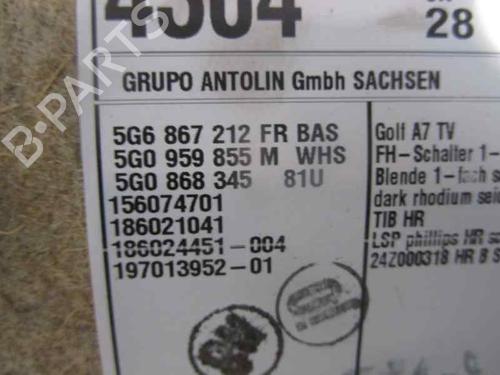 4504
28
GRUPO ANTOLIN GmbH SACHSEN
5G6 867 212 FR BAS
5G0 959 855 M WHS
5G0 868 345 81U
156074701
186021041
186024451-004
197013952-01
Golf A7 TV
FH-Schalter 1-
Blende 1-fach s
dark rhodium seid
TIB HR
LSP phillips HR
24Z000318 HR B S